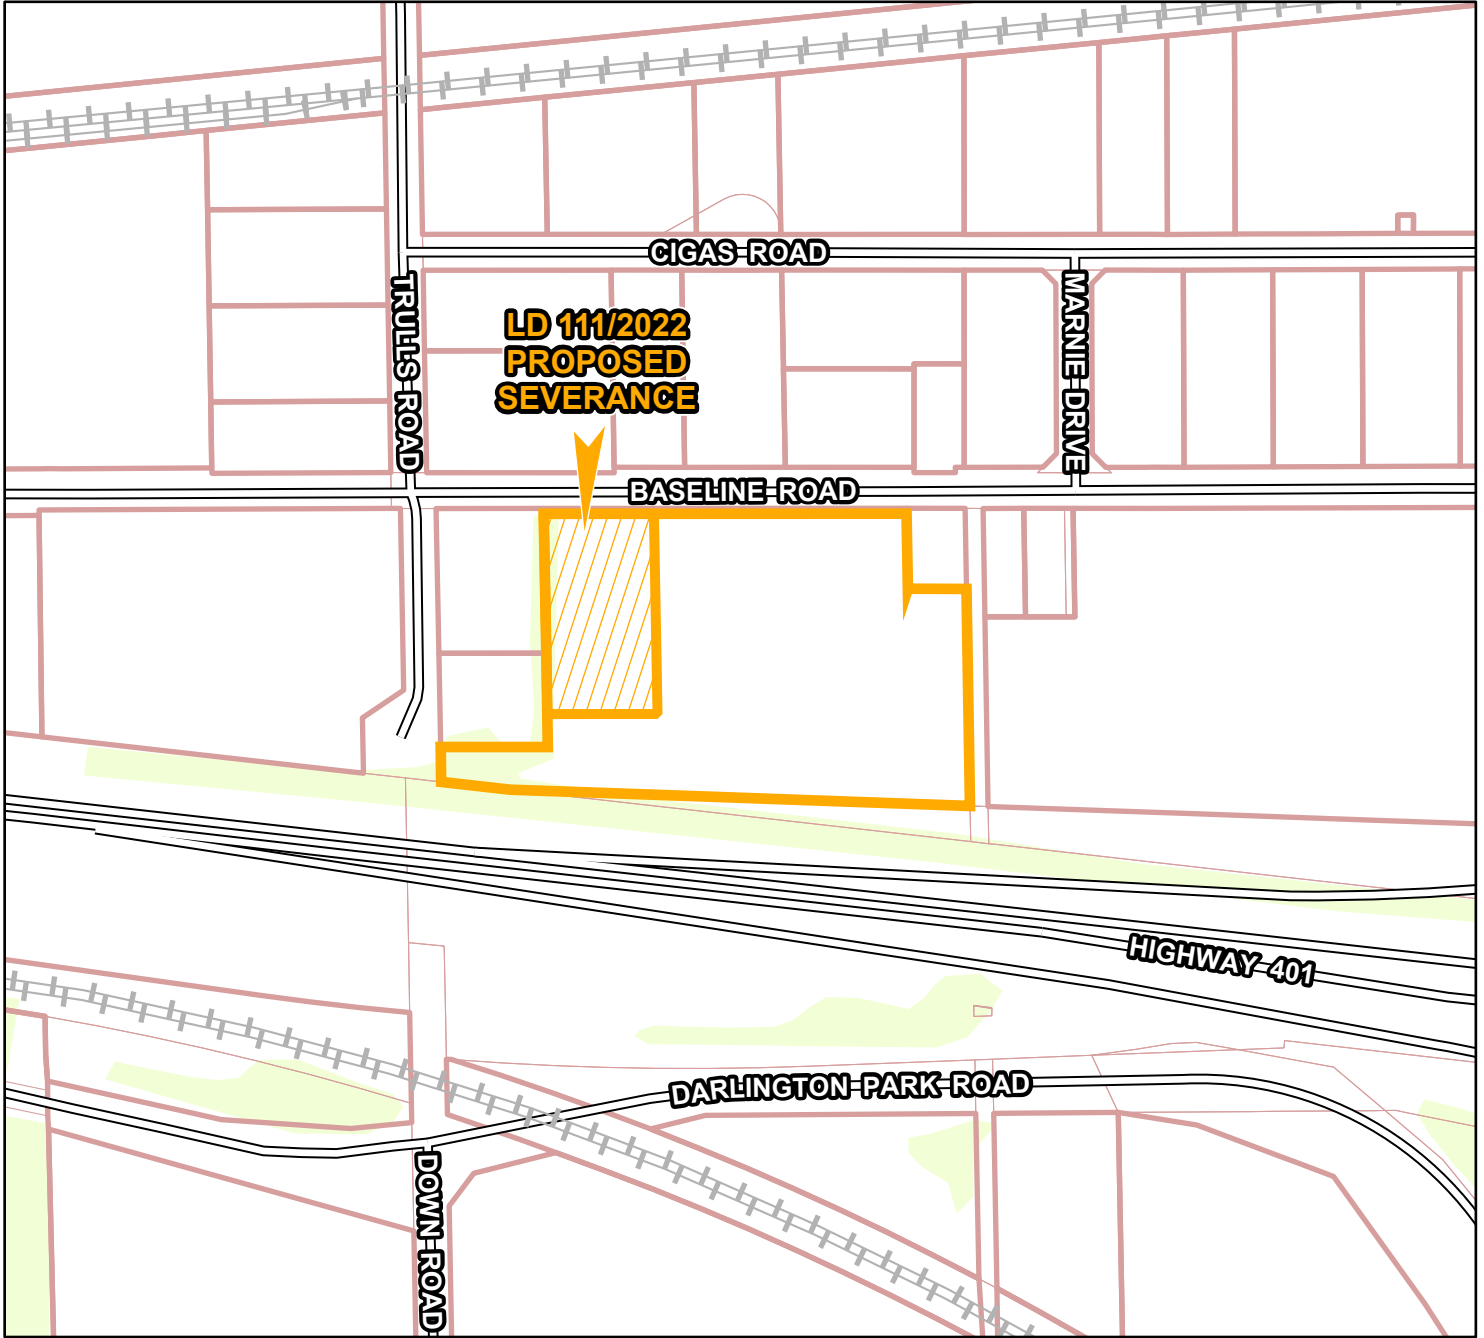 CIGAS ROAD
TRULLS ROAD
MARNIE DRIVE
LD 111/2022
PROPOSED
SEVERANCE
BASELINE ROAD
HIGHWAY 401
DARLINGTON PARK ROAD
DOWN ROAD